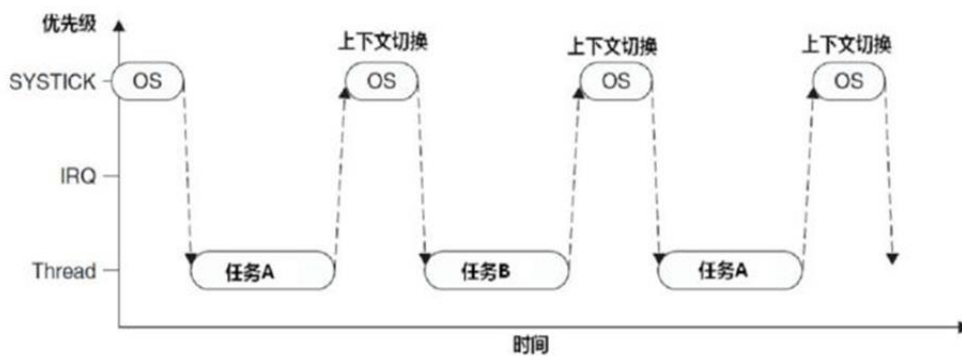 优先级
上下文切换
上下文切换
上下文切换
SYSTICK
OS
OS
OS
OS
IRQ
Thread
任务A
任务B
任务A
时间